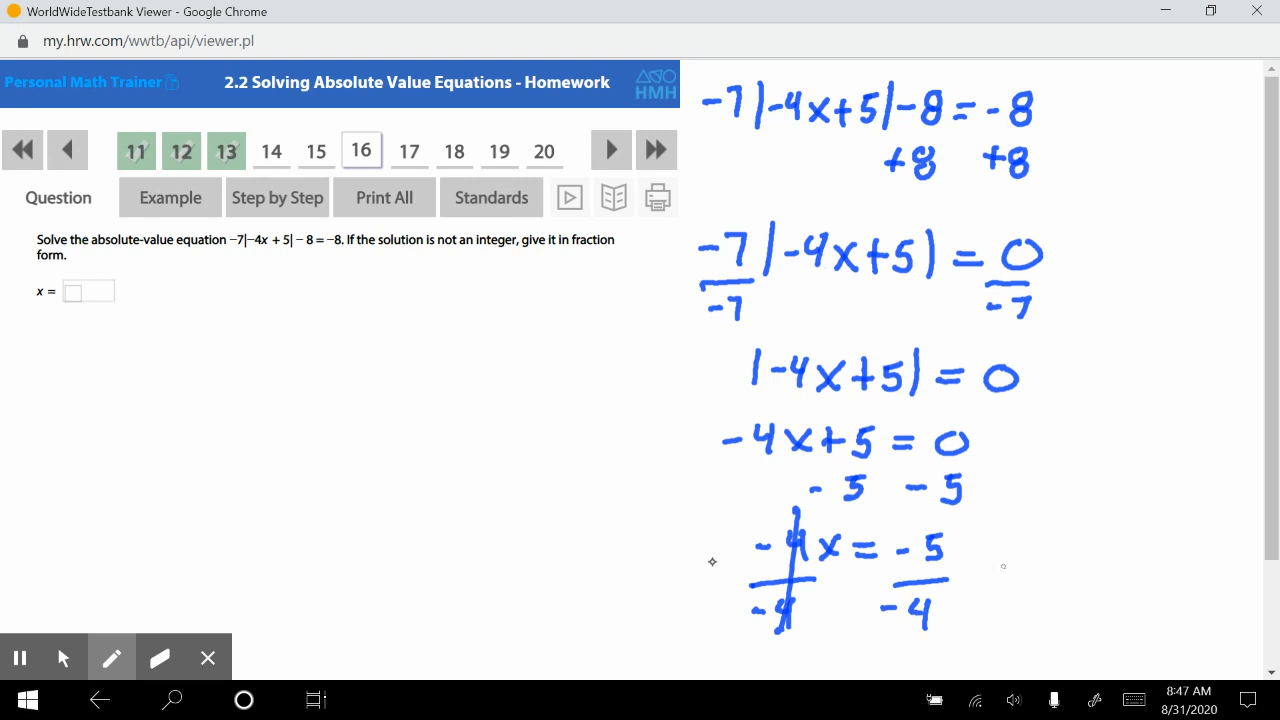 WorldWideTestbank Viewer - Google Chrome
my.hrw.com/wwtb/api/viewer.pl
Personal Math Trainer
2.2 Solving Absolute Value Equations - Homework
HMH
11 12 13 14 15 16 17 18 19 20
Question Example Step by Step Print All Standards
Solve the absolute-value equation −7|−4x + 5| − 8 = −8. If the solution is not an integer, give it in fraction
form.
x =
-7|-4x+5|-8=-8
+8 +8
-7|-4x+5|=0
-7 -7
|-4x+5|=0
-4x+5=0
-5 -5
-4x=-5
-4 -4
8:47 AM
8/31/2020